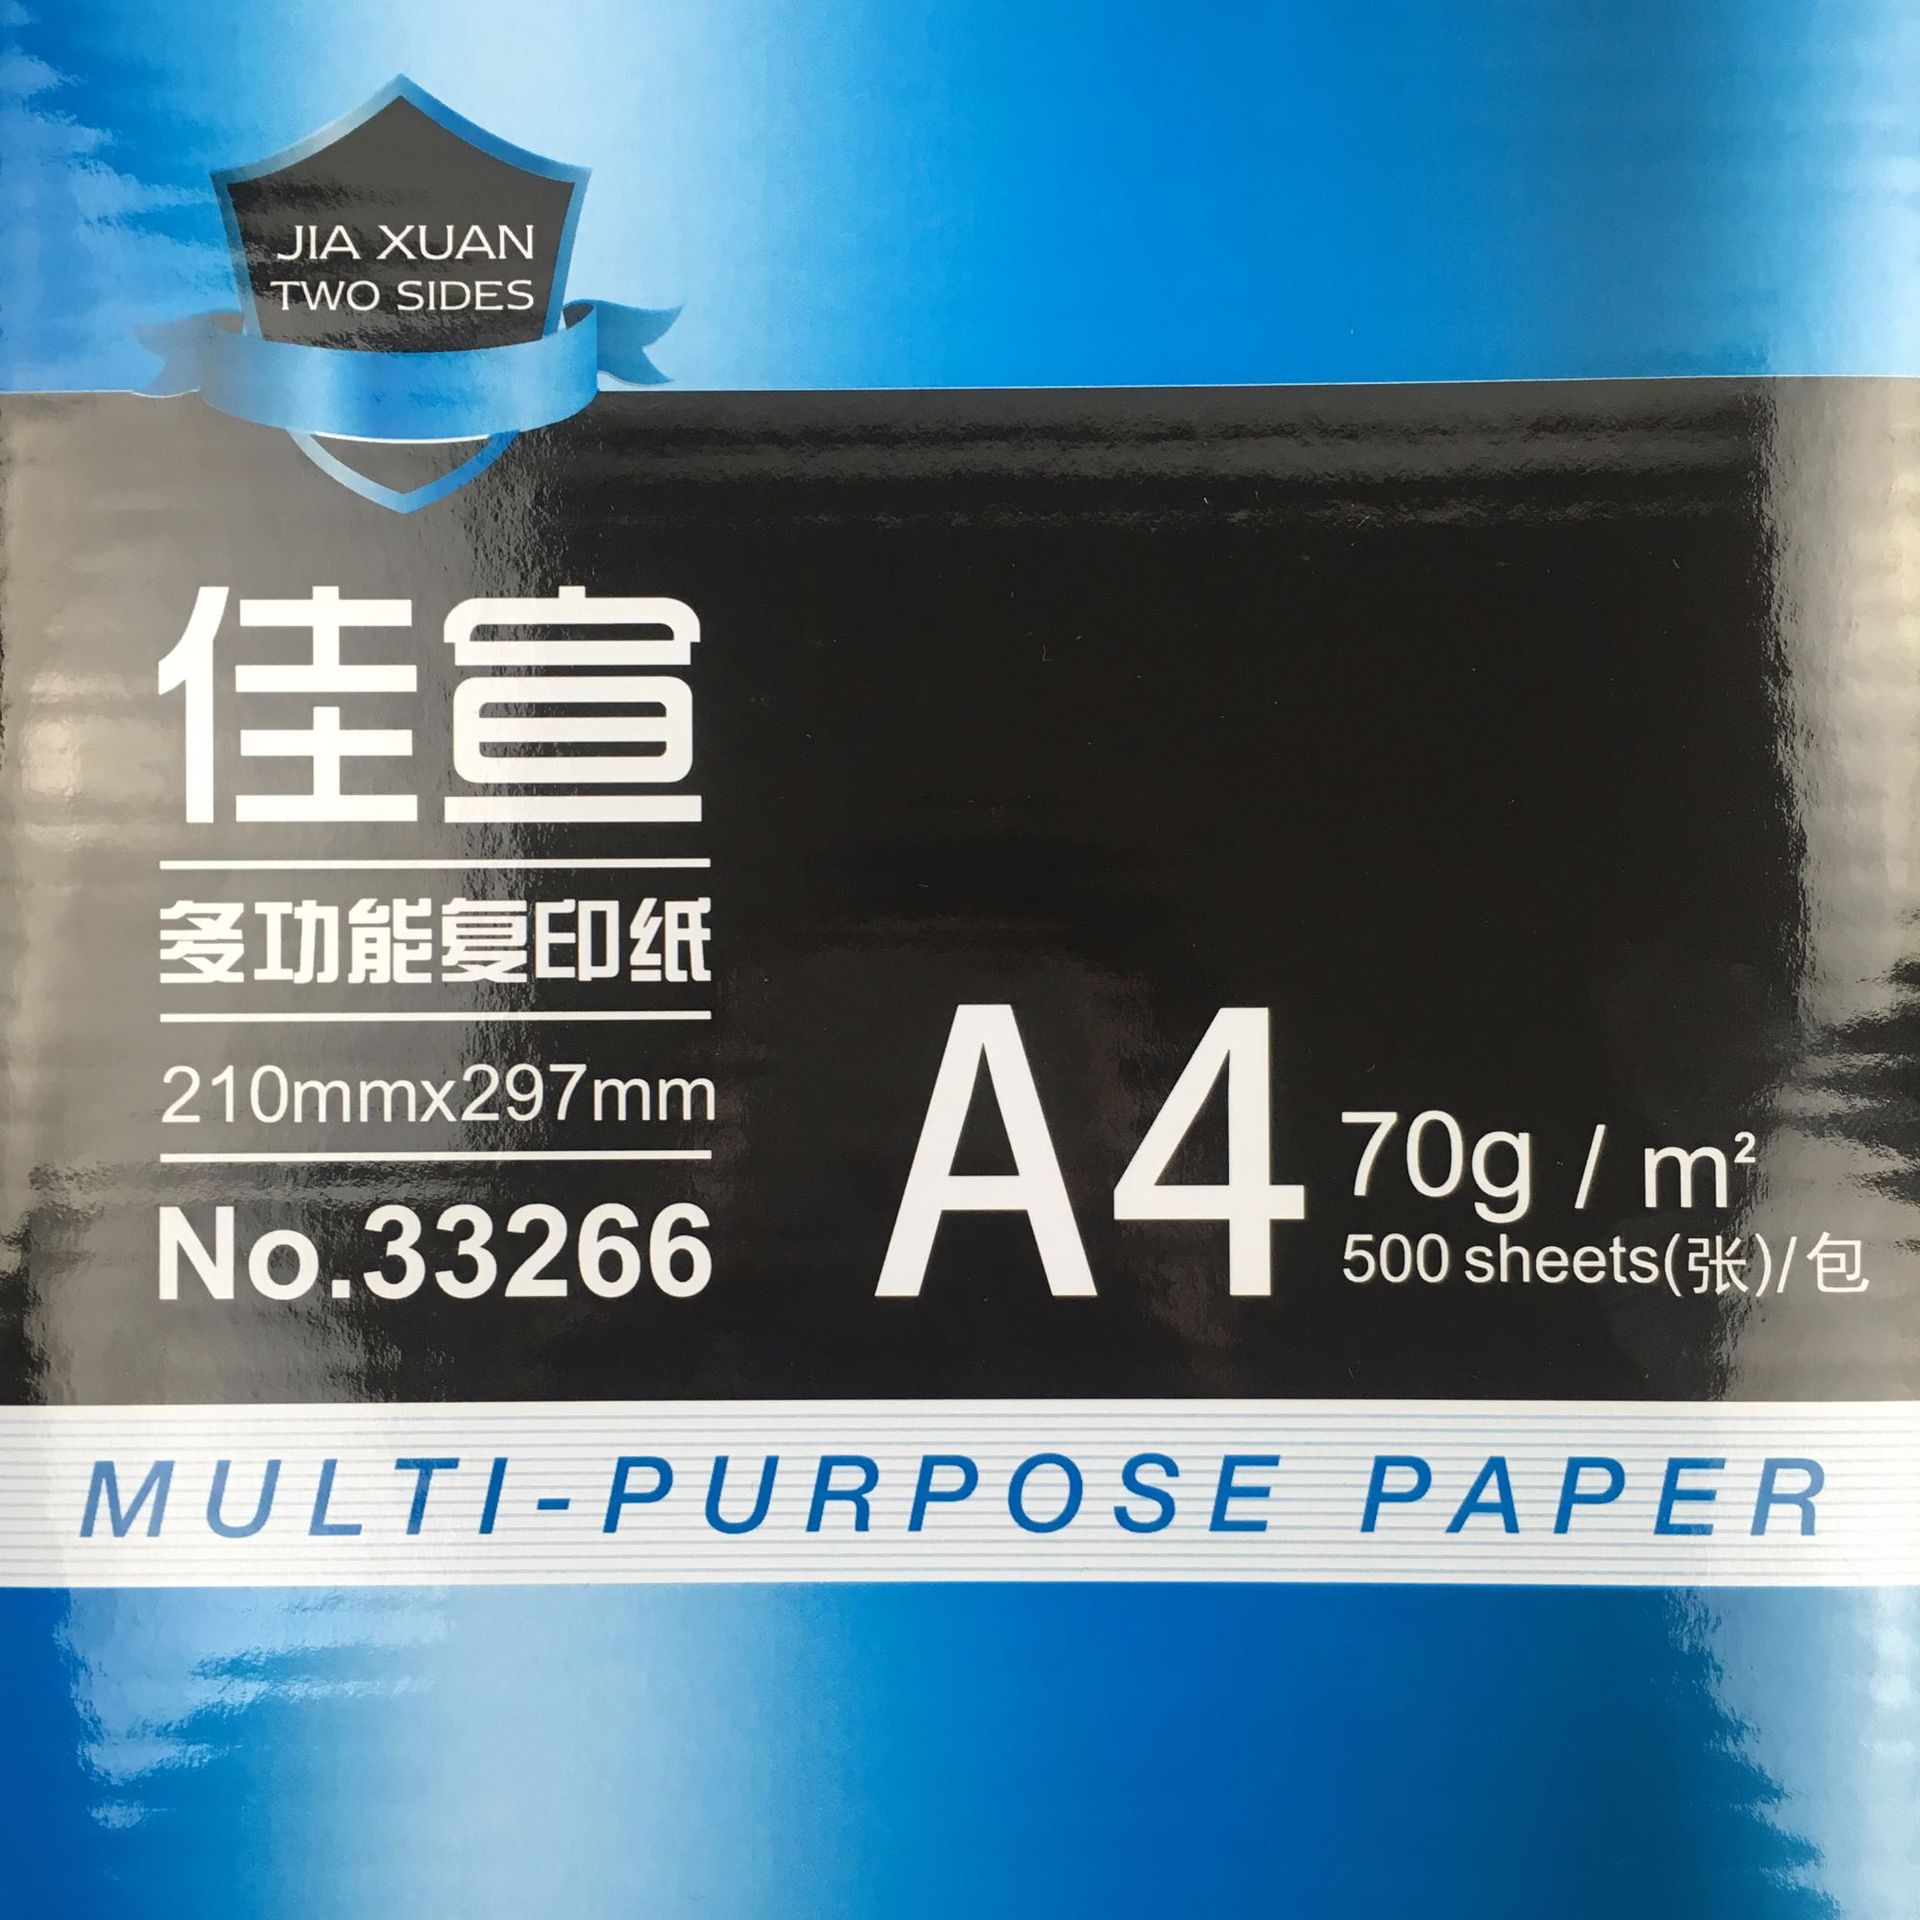 JIA XUAN
TWO SIDES
佳宣
多功能复印纸
210mmx297mm
No.33266
A4
70g / m²
500 sheets(张)/包
MULTI-PURPOSE PAPER